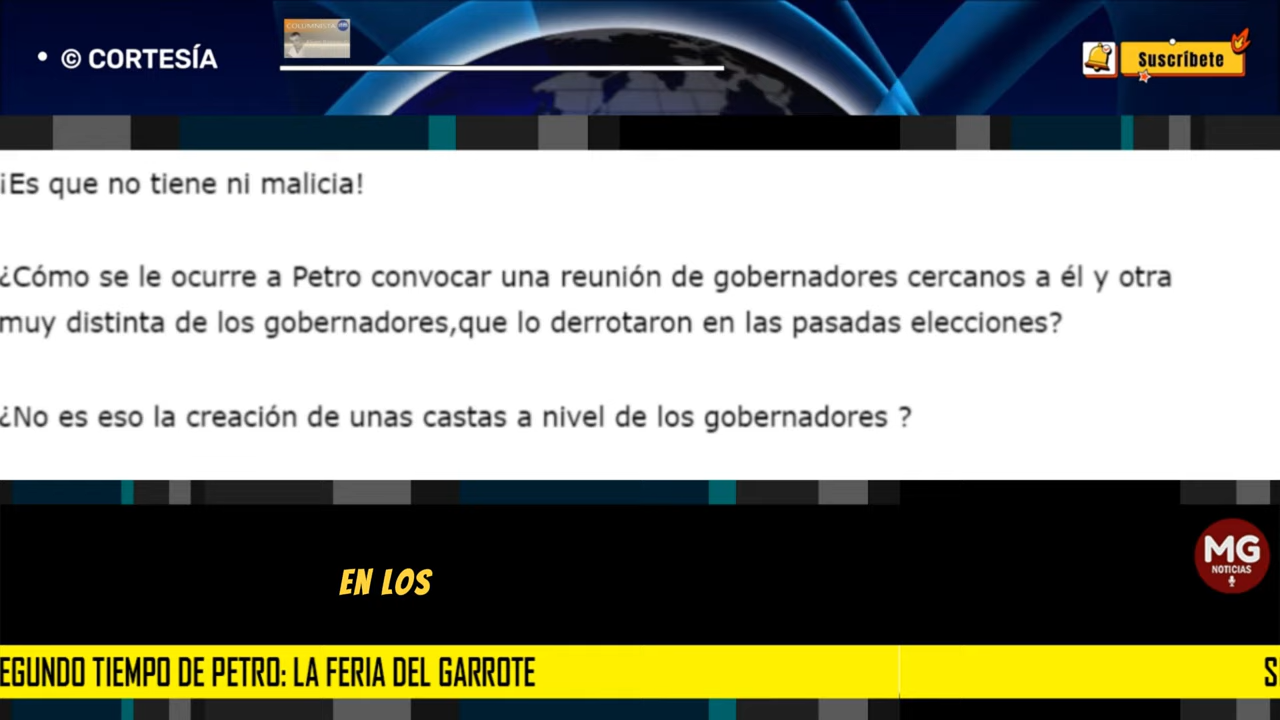 • © CORTESÍA
COLUMNISTA
Suscríbete
¡Es que no tiene ni malicia!
¿Cómo se le ocurre a Petro convocar una reunión de gobernadores cercanos a él y otra
muy distinta de los gobernadores,que lo derrotaron en las pasadas elecciones?
¿No es eso la creación de unas castas a nivel de los gobernadores ?
EN LOS
MG
NOTICIAS
EGUNDO TIEMPO DE PETRO: LA FERIA DEL GARROTE S